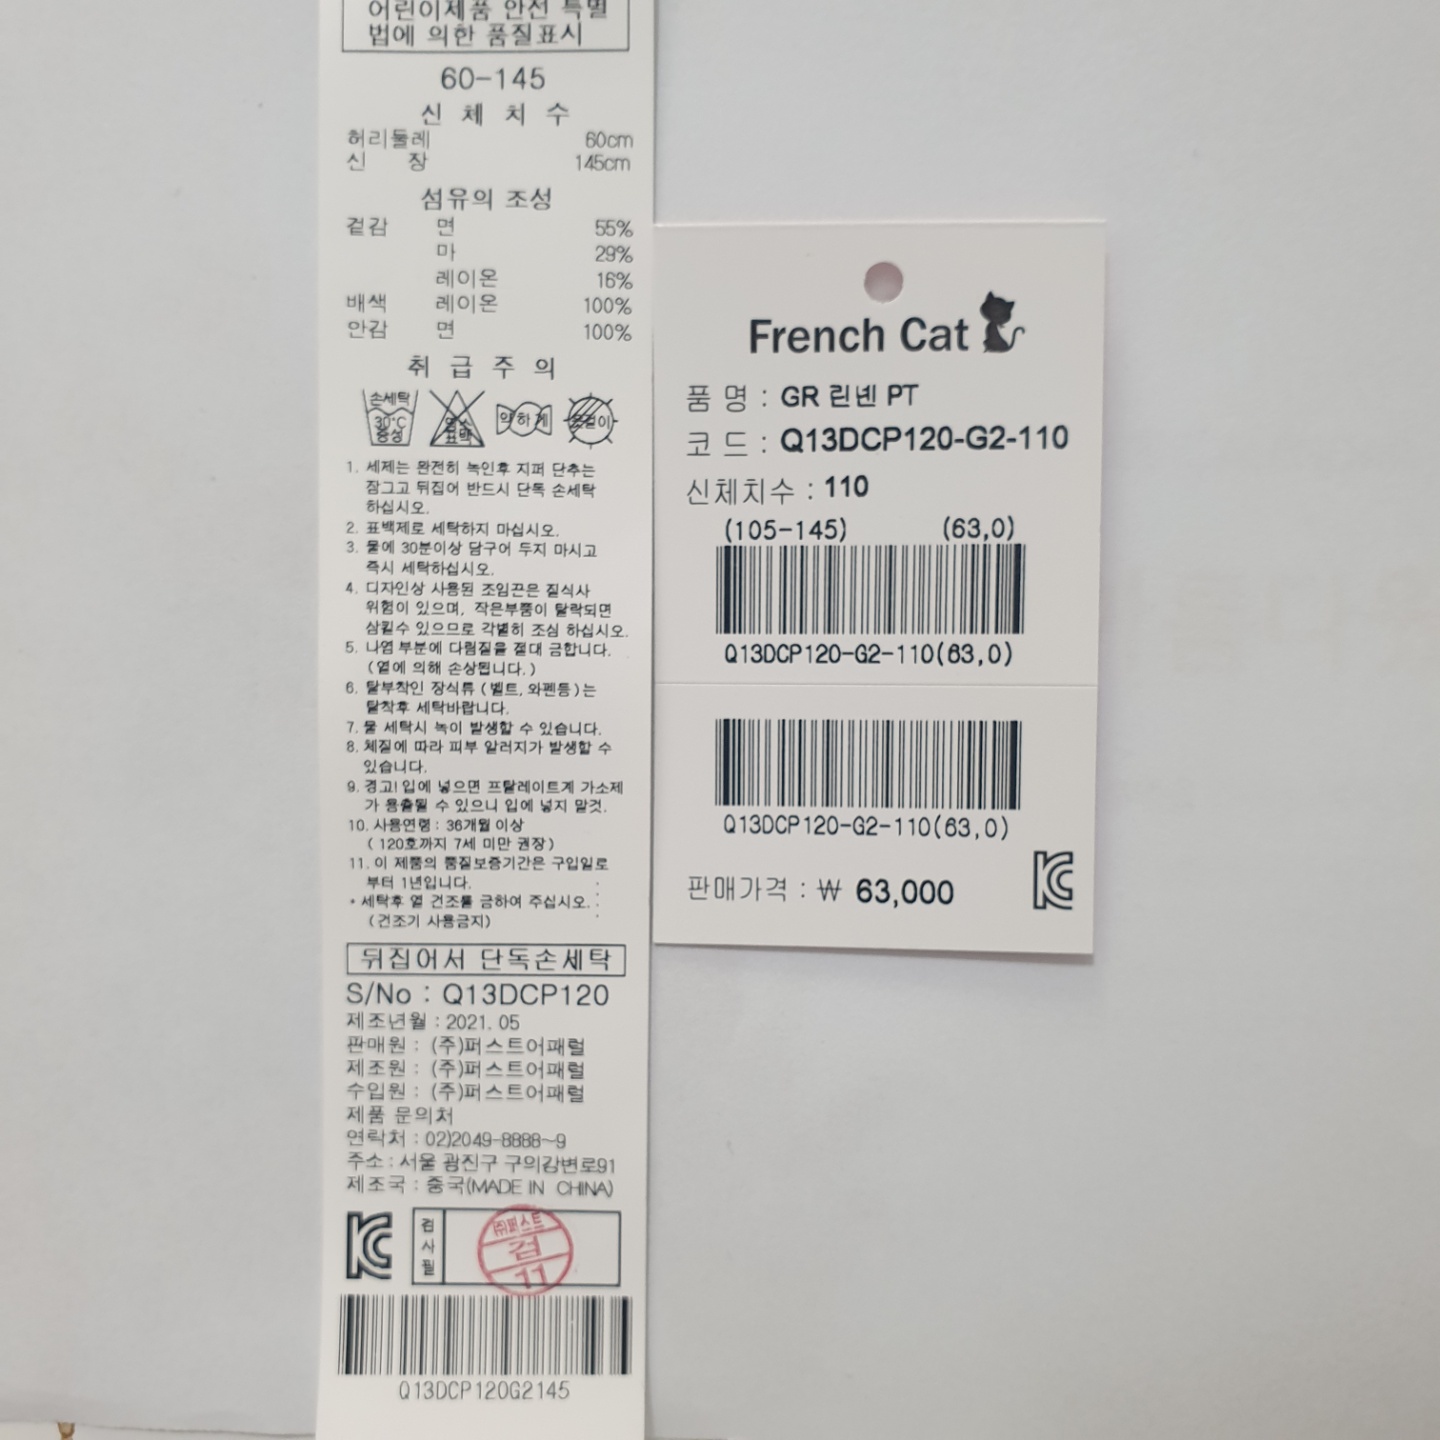 어린이제품 안전 특별
법에 의한 품질표시
60-145
신 체 치 수
허리둘레 60cm
신 장 145cm
섬유의 조성
겉감 면 55%
마 29%
레이온 16%
배색 레이온 100%
안감 면 100%
취 급 주 의
손세탁
30°C
중성
염소
표백
약하게
옷걸이
1. 세제는 완전히 녹인후 지퍼 단추는
잠그고 뒤집어 반드시 단독 손세탁
하십시오.
2. 표백제로 세탁하지 마십시오.
3. 물에 30분이상 담구어 두지 마시고
즉시 세탁하십시오.
4. 디자인상 사용된 조임끈은 질식사
위험이 있으며, 작은부품이 탈락되면
삼킬수 있으므로 각별히 조심 하십시오.
5. 나염 부분에 다림질을 절대 금합니다.
(열에 의해 손상됩니다.)
6. 탈부착인 장식류 (벨트, 와펜등)는
탈착후 세탁바랍니다.
7. 물 세탁시 녹이 발생할 수 있습니다.
8. 체질에 따라 피부 알러지가 발생할 수
있습니다.
9. 경고! 입에 넣으면 프탈레이트계 가소제
가 용출될 수 있으니 입에 넣지 말것.
10. 사용연령 : 36개월 이상
( 120호까지 7세 미만 권장)
11. 이 제품의 품질보증기간은 구입일로
부터 1년입니다.
* 세탁후 열 건조를 금하여 주십시오.
(건조기 사용금지)
뒤집어서 단독손세탁
S/No : Q13DCP120
제조년월 : 2021. 05
판매원 : (주)퍼스트어패럴
제조원 : (주)퍼스트어패럴
수입원 : (주)퍼스트어패럴
제품 문의처
연락처 : 02)2049-8888~9
주소 : 서울 광진구 구의강변로91
제조국 : 중국(MADE IN CHINA)
KC
검사필
㈜퍼스트
검
11
Q13DCP120G2145
French Cat
품 명 : GR 린넨 PT
코 드 : Q13DCP120-G2-110
신체치수 : 110
(105-145) (63,0)
Q13DCP120-G2-110(63,0)
Q13DCP120-G2-110(63,0)
판매가격 : ₩ 63,000
KC